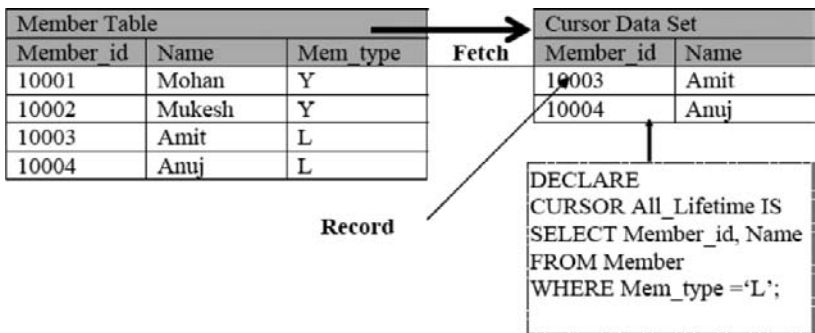 Member Table
Member_id Name Mem_type
10001 Mohan Y
10002 Mukesh Y
10003 Amit L
10004 Anuj L
Fetch
Cursor Data Set
Member_id Name
10003 Amit
10004 Anuj
Record
DECLARE
CURSOR All_Lifetime IS
SELECT Member_id, Name
FROM Member
WHERE Mem_type =‘L’;